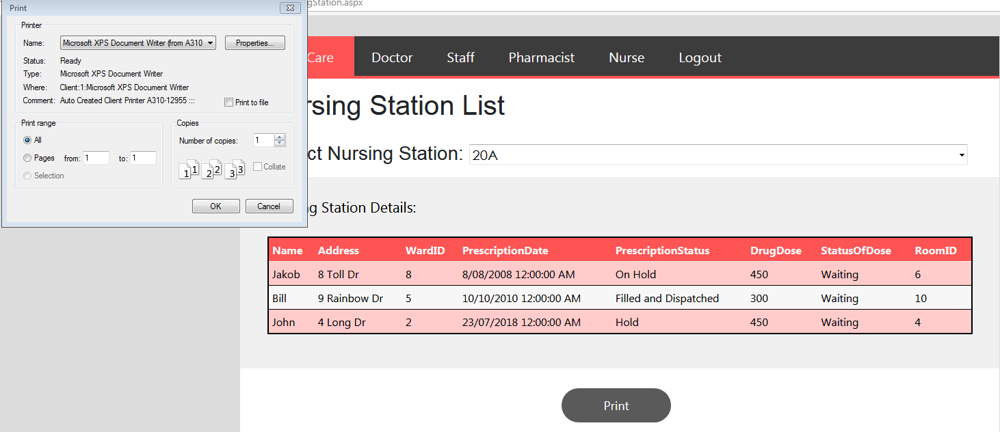 Print
gStation.aspx
Printer
Name: Microsoft XPS Document Writer (from A310 Properties...
Status: Ready
Type: Microsoft XPS Document Writer
Where: Client:1:Microsoft XPS Document Writer
Comment: Auto Created Client Printer A310-12955 ::: Print to file
Print range
All
Pages from: 1 to: 1
Selection
Copies
Number of copies: 1
1 1 2 2 3 3 Collate
OK Cancel
Care Doctor Staff Pharmacist Nurse Logout
rsing Station List
ct Nursing Station: 20A
g Station Details:
Name Address WardID PrescriptionDate PrescriptionStatus DrugDose StatusOfDose RoomID
Jakob 8 Toll Dr 8 8/08/2008 12:00:00 AM On Hold 450 Waiting 6
Bill 9 Rainbow Dr 5 10/10/2010 12:00:00 AM Filled and Dispatched 300 Waiting 10
John 4 Long Dr 2 23/07/2018 12:00:00 AM Hold 450 Waiting 4
Print